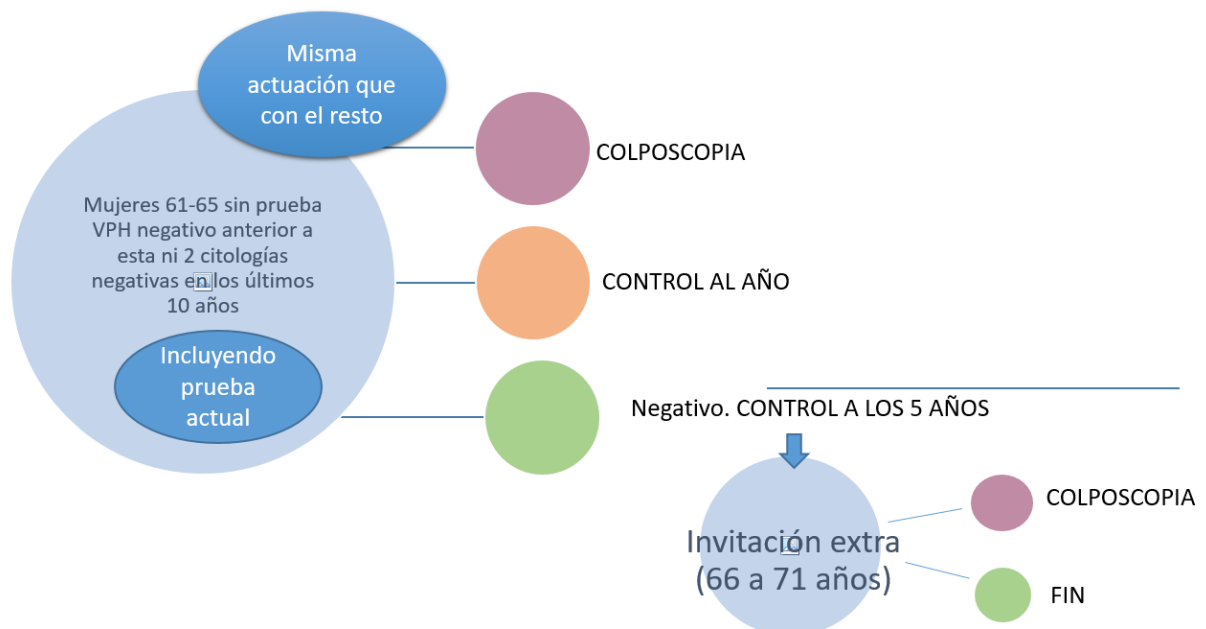 Misma
actuación que
con el resto
COLPOSCOPIA
Mujeres 61-65 sin prueba
VPH negativo anterior a
esta ni 2 citologías
negativas en los últimos
10 años
CONTROL AL AÑO
Incluyendo
prueba
actual
Negativo. CONTROL A LOS 5 AÑOS
Invitación extra
(66 a 71 años)
COLPOSCOPIA
FIN